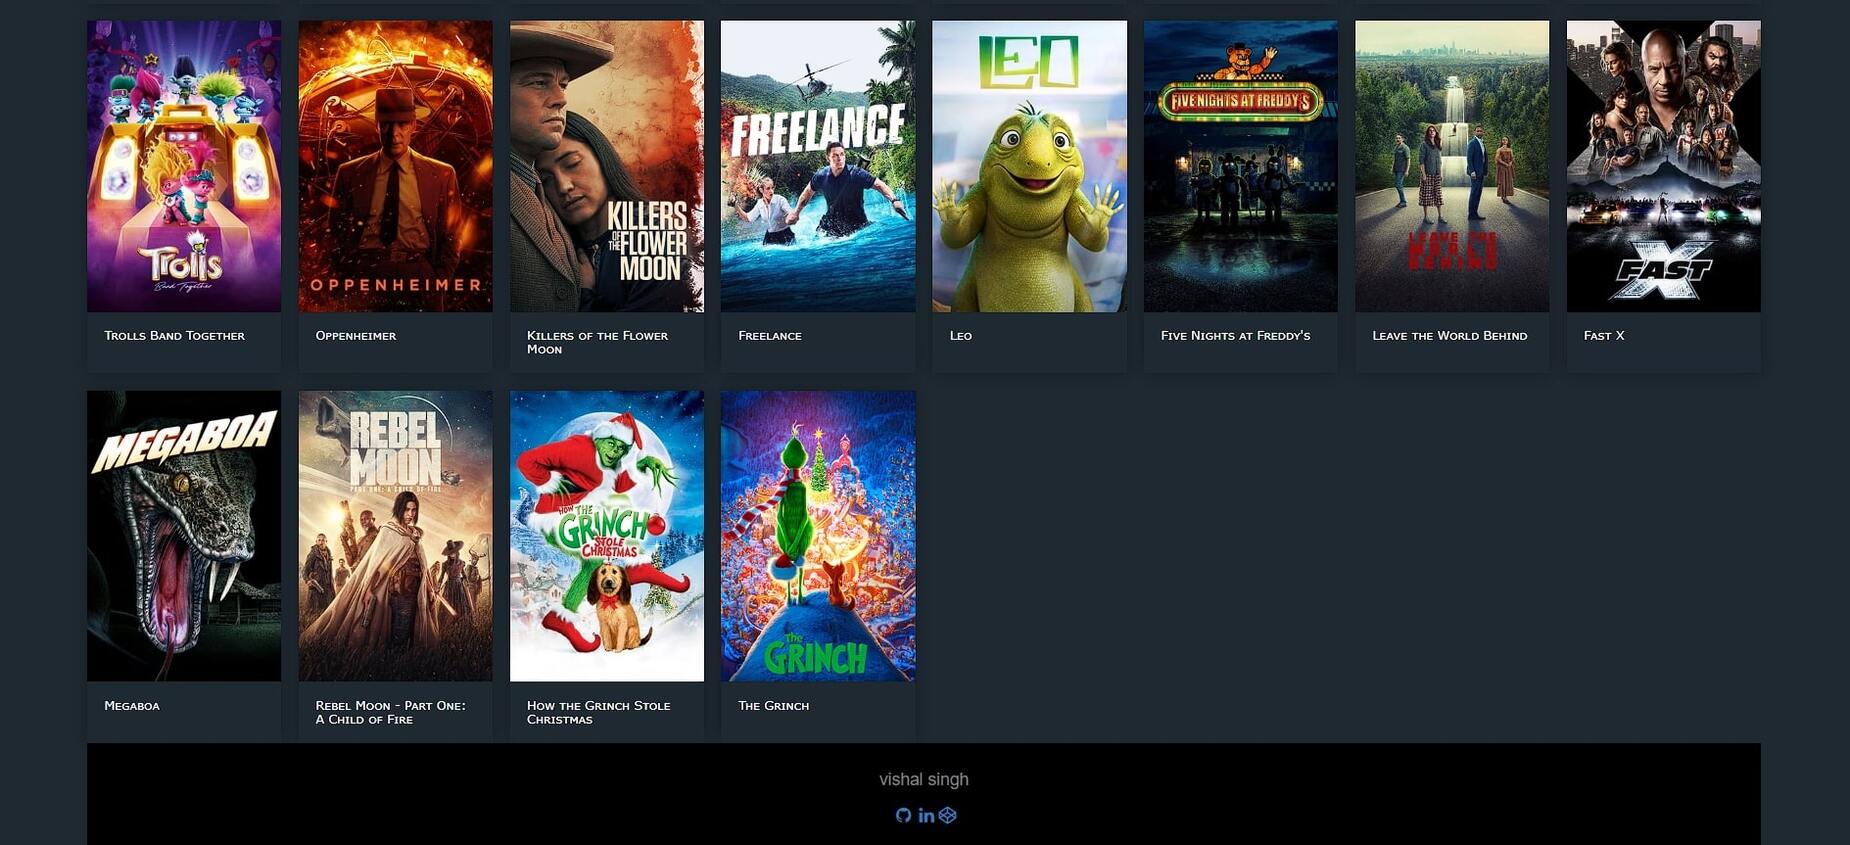 Trolls
Band Together
OPPENHEIMER
KILLERS
OF THE FLOWER
MOON
FREELANCE
LEO
FIVE NIGHTS AT FREDDY'S
LEAVE THE
WORLD
BEHIND
FAST X
Trolls Band Together
Oppenheimer
Killers of the Flower
Moon
Freelance
Leo
Five Nights at Freddy's
Leave the World Behind
Fast X
MEGABOA
REBEL
MOON
PART ONE: A CHILD OF FIRE
HOW THE
GRINCH
STOLE
CHRISTMAS
The
GRINCH
Megaboa
Rebel Moon - Part One:
A Child of Fire
How the Grinch Stole
Christmas
The Grinch
vishal singh
in